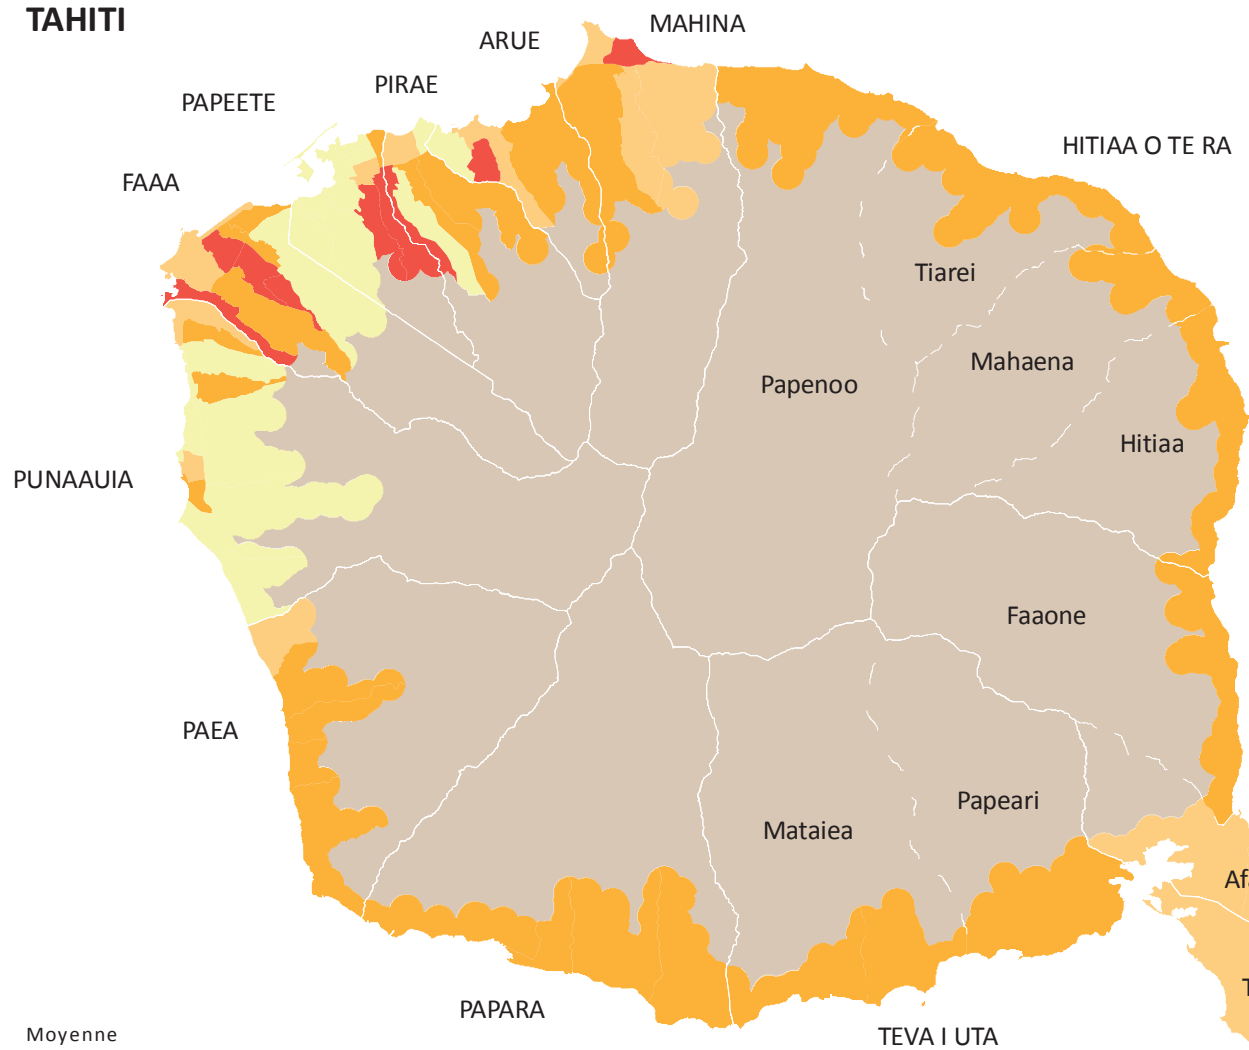 TAHITI
MAHINA
ARUE
PIRAE
PAPEETE
HITIAA O TE RA
FAAA
Tiarei
Mahaena
Papenoo
Hitiaa
PUNAAUIA
Faaone
PAEA
Papeari
Mataiea
Af
T
PAPARA
Moyenne
TEVA I UTA